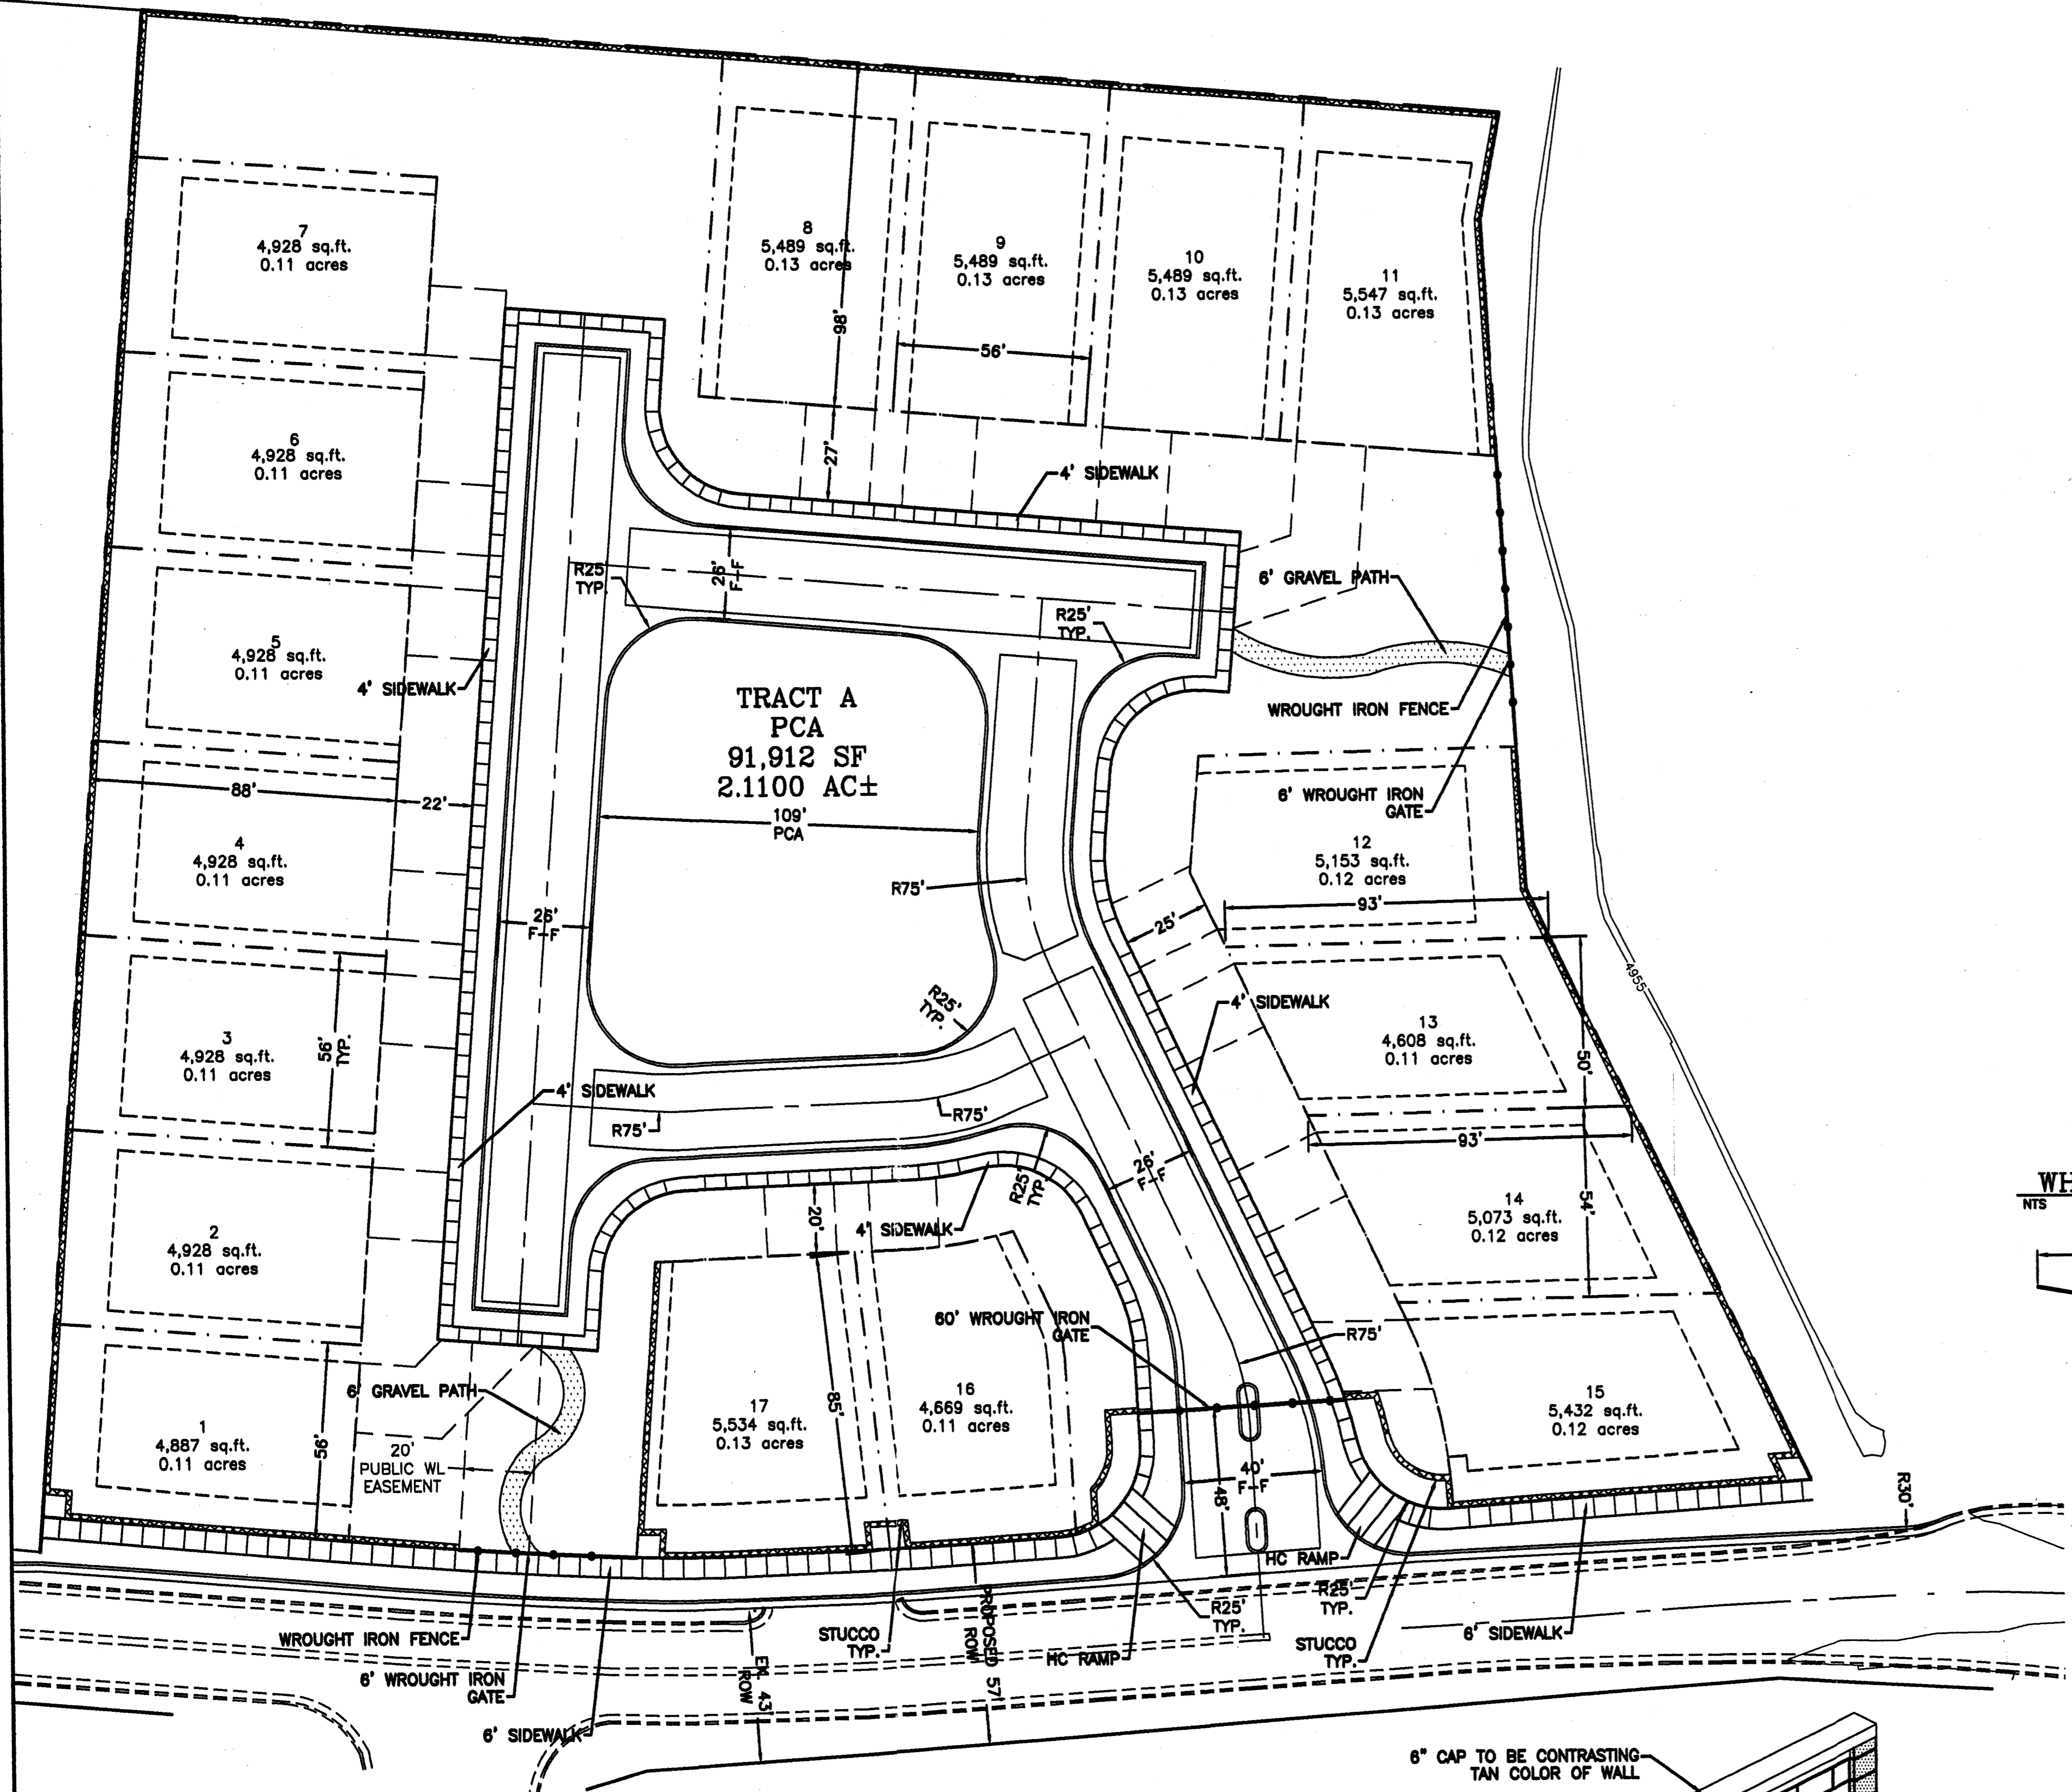 7
4,928 sq.ft.
0.11 acres
8
5,489 sq.ft.
0.13 acres
98'
9
5,489 sq.ft.
0.13 acres
10
5,489 sq.ft.
0.13 acres
11
5,547 sq.ft.
0.13 acres
56'
27'
6
4,928 sq.ft.
0.11 acres
4' SIDEWALK
R25'
TYP.
26'
F-F
6' GRAVEL PATH
R25'
TYP.
5
4,928 sq.ft.
0.11 acres
4' SIDEWALK
TRACT A
PCA
91,912 SF
2.1100 AC±
109'
PCA
WROUGHT IRON FENCE
6' WROUGHT IRON
GATE
88'
22'
4
4,928 sq.ft.
0.11 acres
12
5,153 sq.ft.
0.12 acres
R75'
93'
26'
F-F
25'
4955
R25'
TYP.
4' SIDEWALK
3
4,928 sq.ft.
0.11 acres
56'
TYP.
13
4,608 sq.ft.
0.11 acres
50'
4' SIDEWALK
R75'
R75'
93'
26'
F-F
R25'
TYP.
WH
NTS
14
5,073 sq.ft.
0.12 acres
54'
2
4,928 sq.ft.
0.11 acres
20'
4' SIDEWALK
60' WROUGHT IRON
GATE
R75'
6' GRAVEL PATH
1
4,887 sq.ft.
0.11 acres
56'
20'
PUBLIC WL
EASEMENT
17
5,534 sq.ft.
0.13 acres
85'
16
4,669 sq.ft.
0.11 acres
15
5,432 sq.ft.
0.12 acres
40'
F-F
48'
R30'
HC RAMP
R25'
TYP.
R25'
TYP.
WROUGHT IRON FENCE
6' WROUGHT IRON
GATE
6' SIDEWALK
EX. 43'
ROW
STUCCO
TYP.
PROPOSED 57'
ROW
HC RAMP
STUCCO
TYP.
6' SIDEWALK
6" CAP TO BE CONTRASTING
TAN COLOR OF WALL